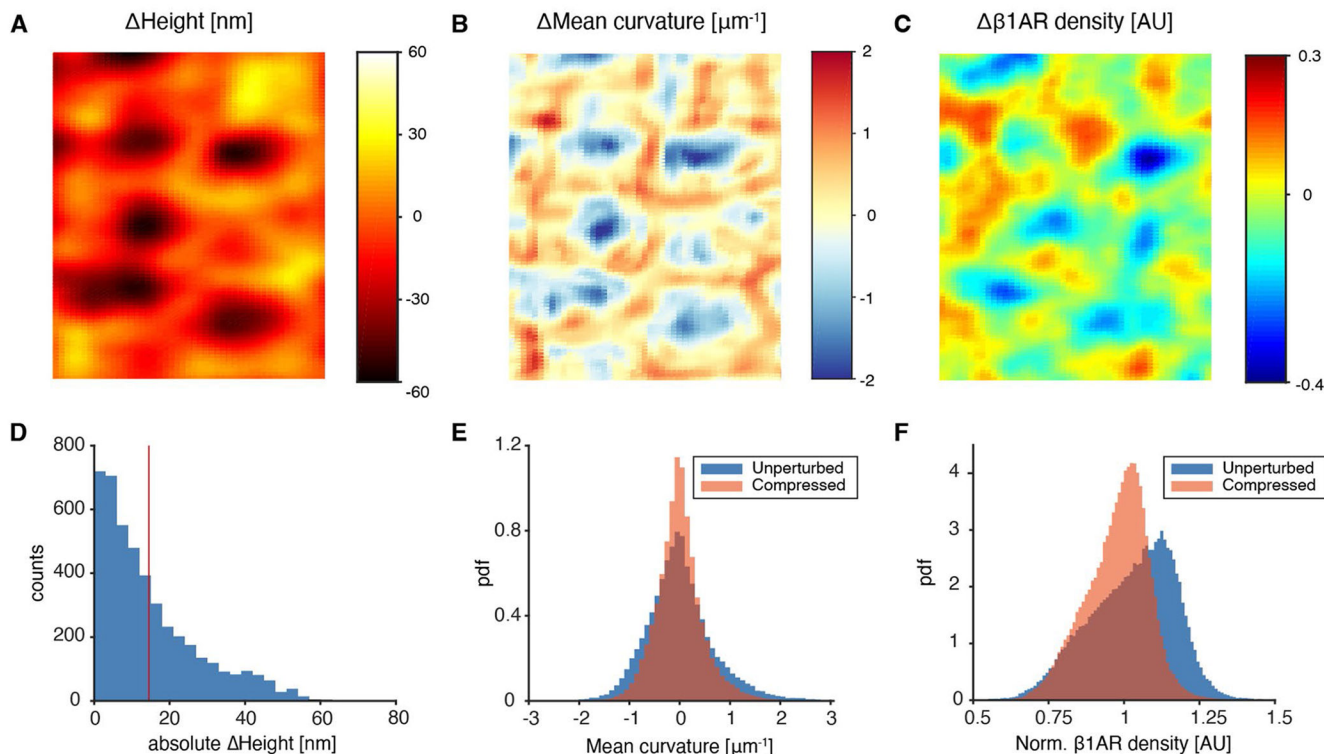 A ΔHeight [nm]
60
30
0
-30
-60
B ΔMean curvature [μm⁻¹]
2
1
0
-1
-2
C Δβ1AR density [AU]
0.3
0
-0.4
D
800
600
400
200
0
counts
0 20 40 60 80
absolute ΔHeight [nm]
E
1.2
0.8
0.4
0
pdf
Unperturbed
Compressed
-3 -2 -1 0 1 2 3
Mean curvature [μm⁻¹]
F
4
3
2
1
0
pdf
Unperturbed
Compressed
0.5 0.75 1 1.25 1.5
Norm. β1AR density [AU]